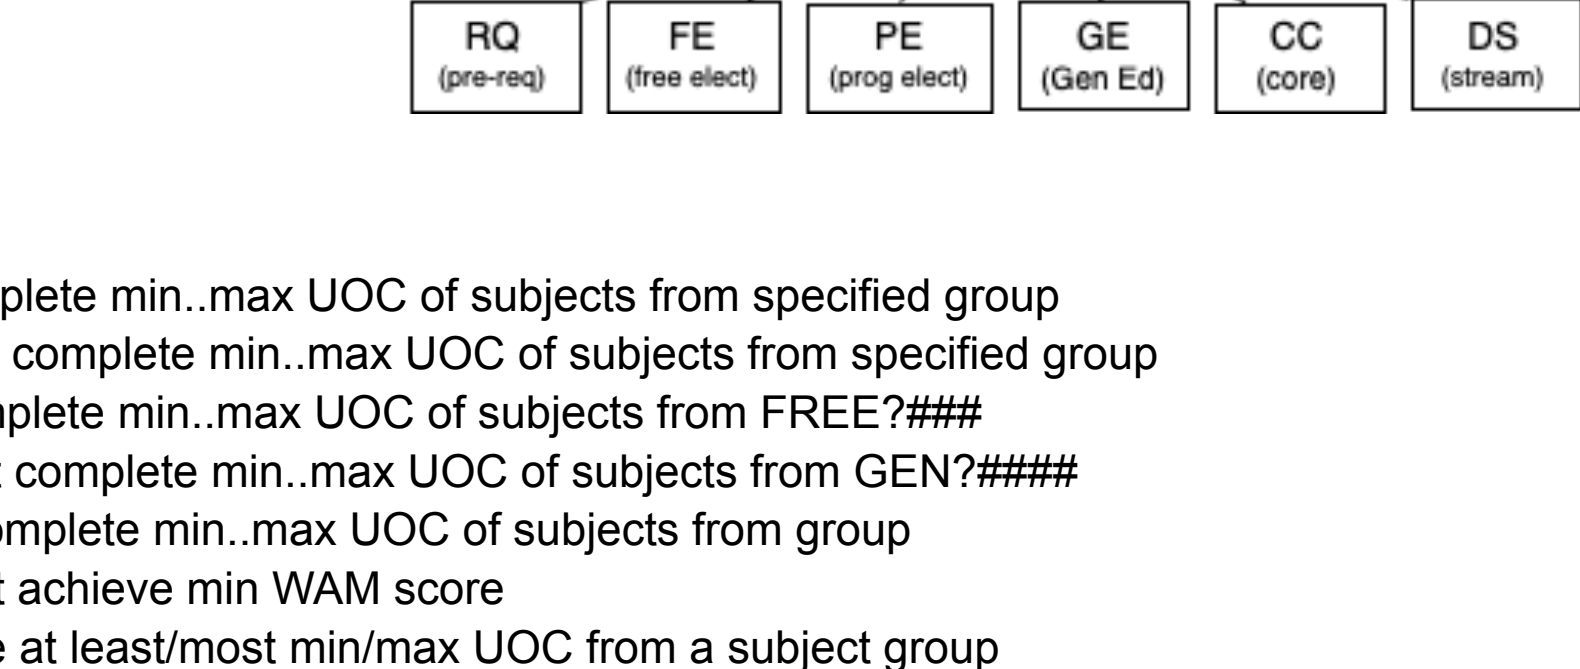 RQ FE PE GE CC DS
(pre-req) (free elect) (prog elect) (Gen Ed) (core) (stream)
plete min..max UOC of subjects from specified group
complete min..max UOC of subjects from specified group
nplete min..max UOC of subjects from FREE?###
complete min..max UOC of subjects from GEN?####
omplete min..max UOC of subjects from group
t achieve min WAM score
e at least/most min/max UOC from a subject group